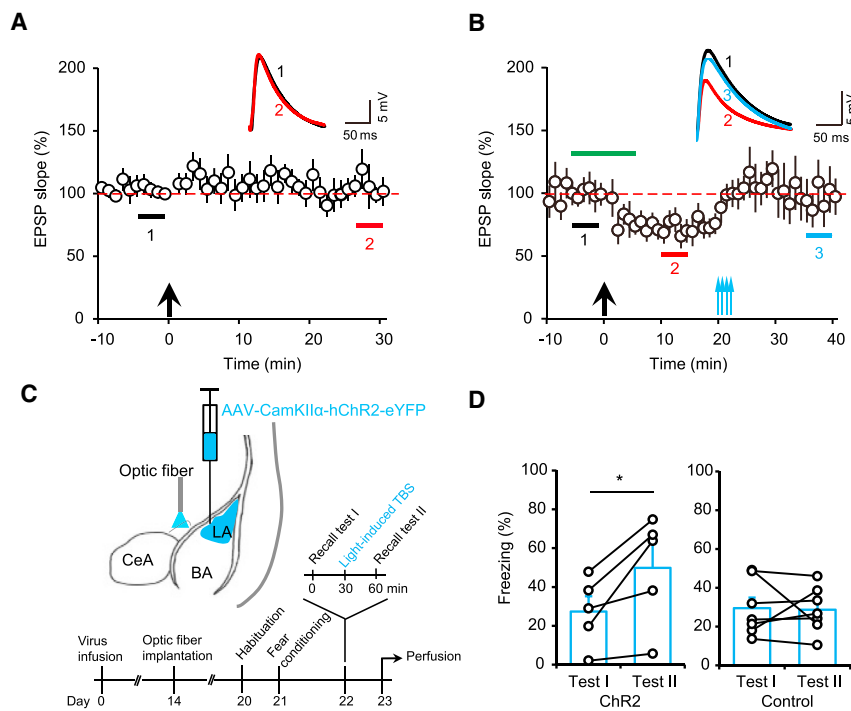 A
EPSP slope (%)
200
150
100
50
0
-10
0
10
20
30
Time (min)
1
2
5 mV
50 ms
1
2
B
EPSP slope (%)
200
150
100
50
0
-10
0
10
20
30
40
Time (min)
1
3
2
5 mV
50 ms
1
2
3
C
AAV-CamKIIα-hChR2-eYFP
Optic fiber
LA
CeA
BA
Recall test I
Light-induced TBS
Recall test II
0
30
60 min
Virus infusion
Optic fiber implantation
Habituation
Fear conditioning
Perfusion
Day
0
14
20
21
22
23
D
Freezing (%)
100
80
60
40
20
0
*
Test I
Test II
ChR2
100
80
60
40
20
0
Test I
Test II
Control